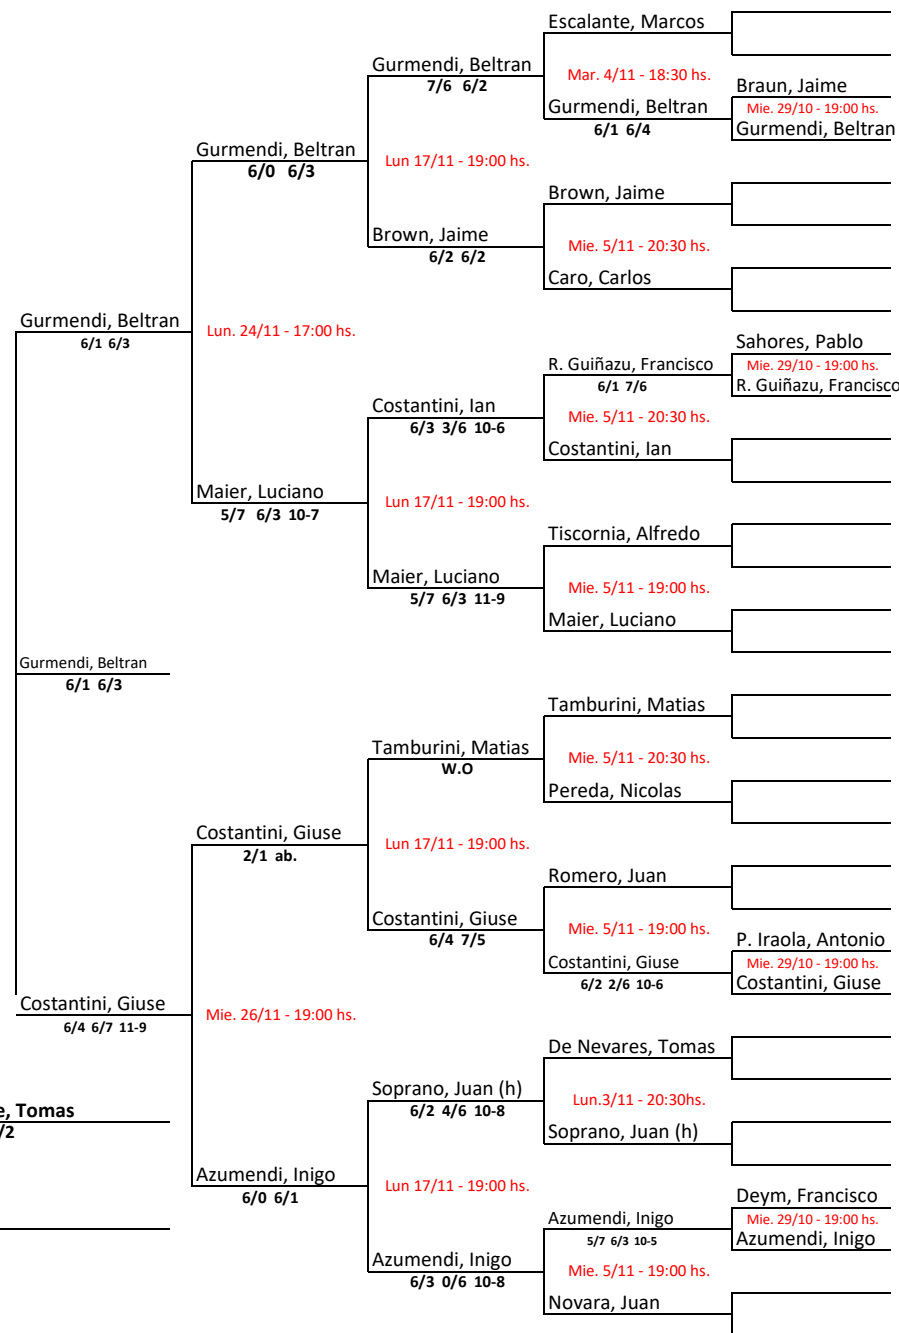 Escalante, Marcos
Gurmendi, Beltran
7/6 6/2
Mar. 4/11 - 18:30 hs.
Braun, Jaime
Gurmendi, Beltran
6/1 6/4
Mie. 29/10 - 19:00 hs.
Gurmendi, Beltran
Gurmendi, Beltran
6/0 6/3
Lun 17/11 - 19:00 hs.
Brown, Jaime
Brown, Jaime
6/2 6/2
Mie. 5/11 - 20:30 hs.
Caro, Carlos
Gurmendi, Beltran
6/1 6/3
Lun. 24/11 - 17:00 hs.
Sahores, Pablo
R. Guiñazu, Francisco
6/1 7/6
Mie. 29/10 - 19:00 hs.
R. Guiñazu, Francisco
Costantini, Ian
6/3 3/6 10-6
Mie. 5/11 - 20:30 hs.
Costantini, Ian
Maier, Luciano
5/7 6/3 10-7
Lun 17/11 - 19:00 hs.
Tiscornia, Alfredo
Maier, Luciano
5/7 6/3 11-9
Mie. 5/11 - 19:00 hs.
Maier, Luciano
Gurmendi, Beltran
6/1 6/3
Tamburini, Matias
Tamburini, Matias
W.O
Mie. 5/11 - 20:30 hs.
Pereda, Nicolas
Costantini, Giuse
2/1 ab.
Lun 17/11 - 19:00 hs.
Romero, Juan
Costantini, Giuse
6/4 7/5
Mie. 5/11 - 19:00 hs.
P. Iraola, Antonio
Costantini, Giuse
6/2 2/6 10-6
Mie. 29/10 - 19:00 hs.
Costantini, Giuse
Costantini, Giuse
6/4 6/7 11-9
Mie. 26/11 - 19:00 hs.
De Nevares, Tomas
Soprano, Juan (h)
6/2 4/6 10-8
Lun.3/11 - 20:30hs.
Soprano, Juan (h)
, Tomas
/2
Azumendi, Inigo
6/0 6/1
Lun 17/11 - 19:00 hs.
Deym, Francisco
Azumendi, Inigo
5/7 6/3 10-5
Mie. 29/10 - 19:00 hs.
Azumendi, Inigo
Azumendi, Inigo
6/3 0/6 10-8
Mie. 5/11 - 19:00 hs.
Novara, Juan